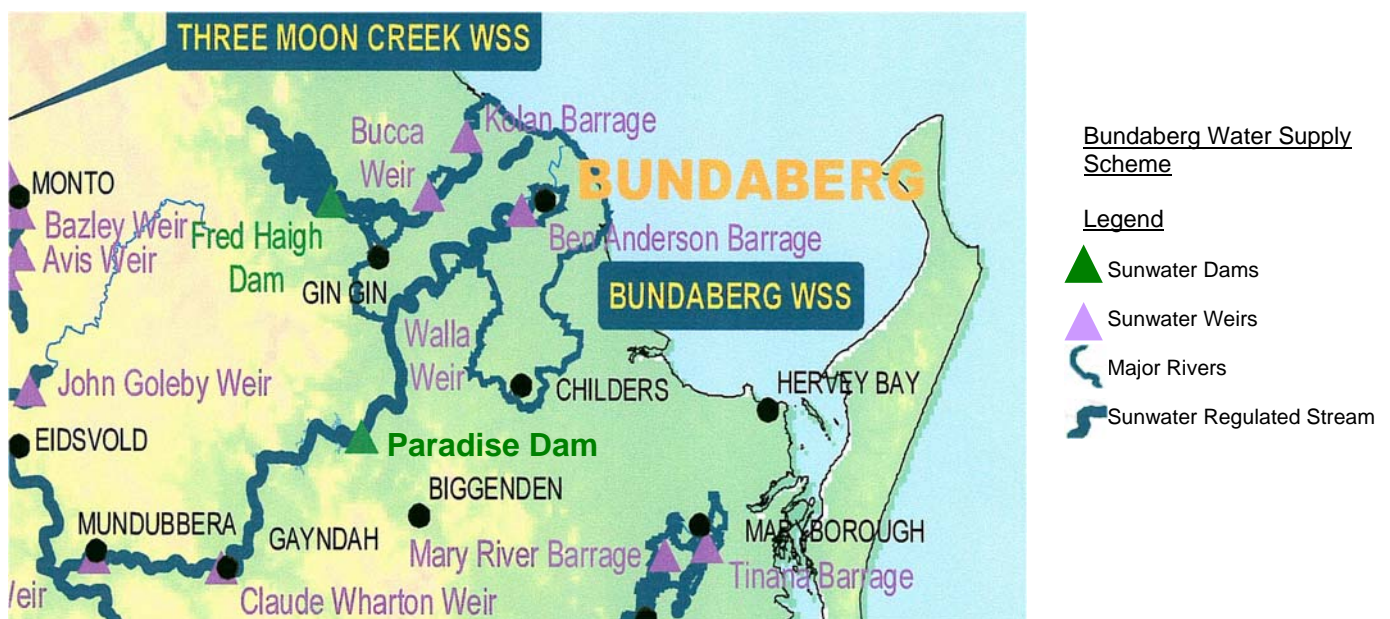 THREE MOON CREEK WSS
Kolan Barrage
Bucca
Weir
BUNDABERG
MONTO
Bazley Weir
Fred Haigh
Dam
Avis Weir
Ben Anderson Barrage
GIN GIN
BUNDABERG WSS
Walla
Weir
John Goleby Weir
CHILDERS
HERVEY BAY
EIDSVOLD
Paradise Dam
BIGGENDEN
MUNDUBBERA
GAYNDAH
MARYBOROUGH
Mary River Barrage
Tinana Barrage
Weir
Claude Wharton Weir
Bundaberg Water Supply
Scheme
Legend
Sunwater Dams
Sunwater Weirs
Major Rivers
Sunwater Regulated Stream